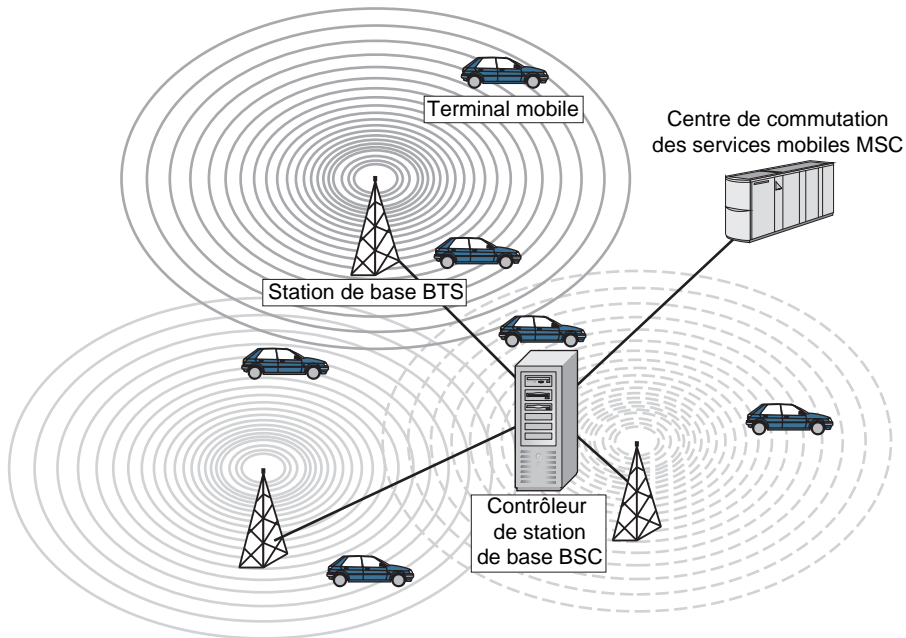 Terminal mobile
Centre de commutation
des services mobiles MSC
Station de base BTS
Contrôleur
de station
de base BSC